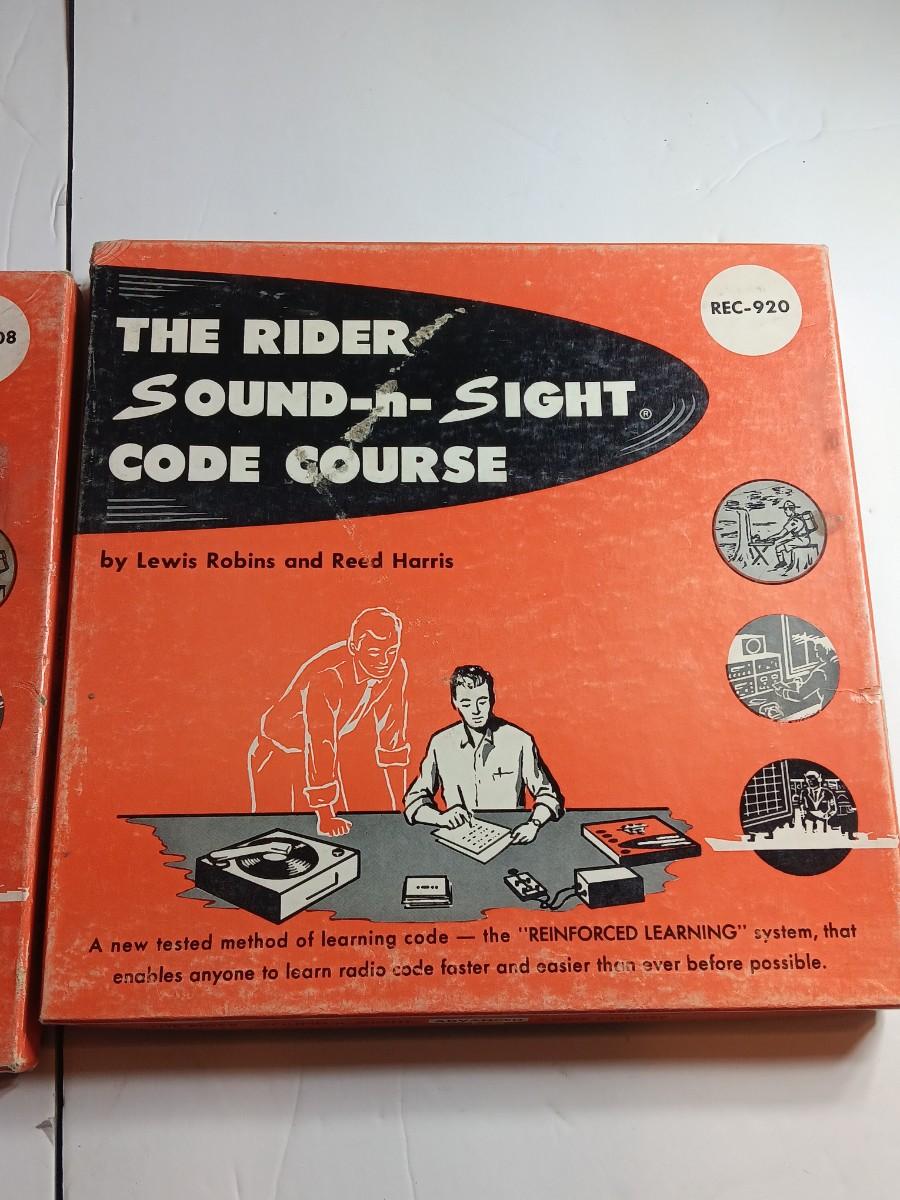 REC-920
08
THE RIDER
SOUND-n-SIGHT®
CODE COURSE
by Lewis Robins and Reed Harris
A new tested method of learning code — the "REINFORCED LEARNING" system, that
enables anyone to learn radio code faster and easier than ever before possible.
ADVANCED